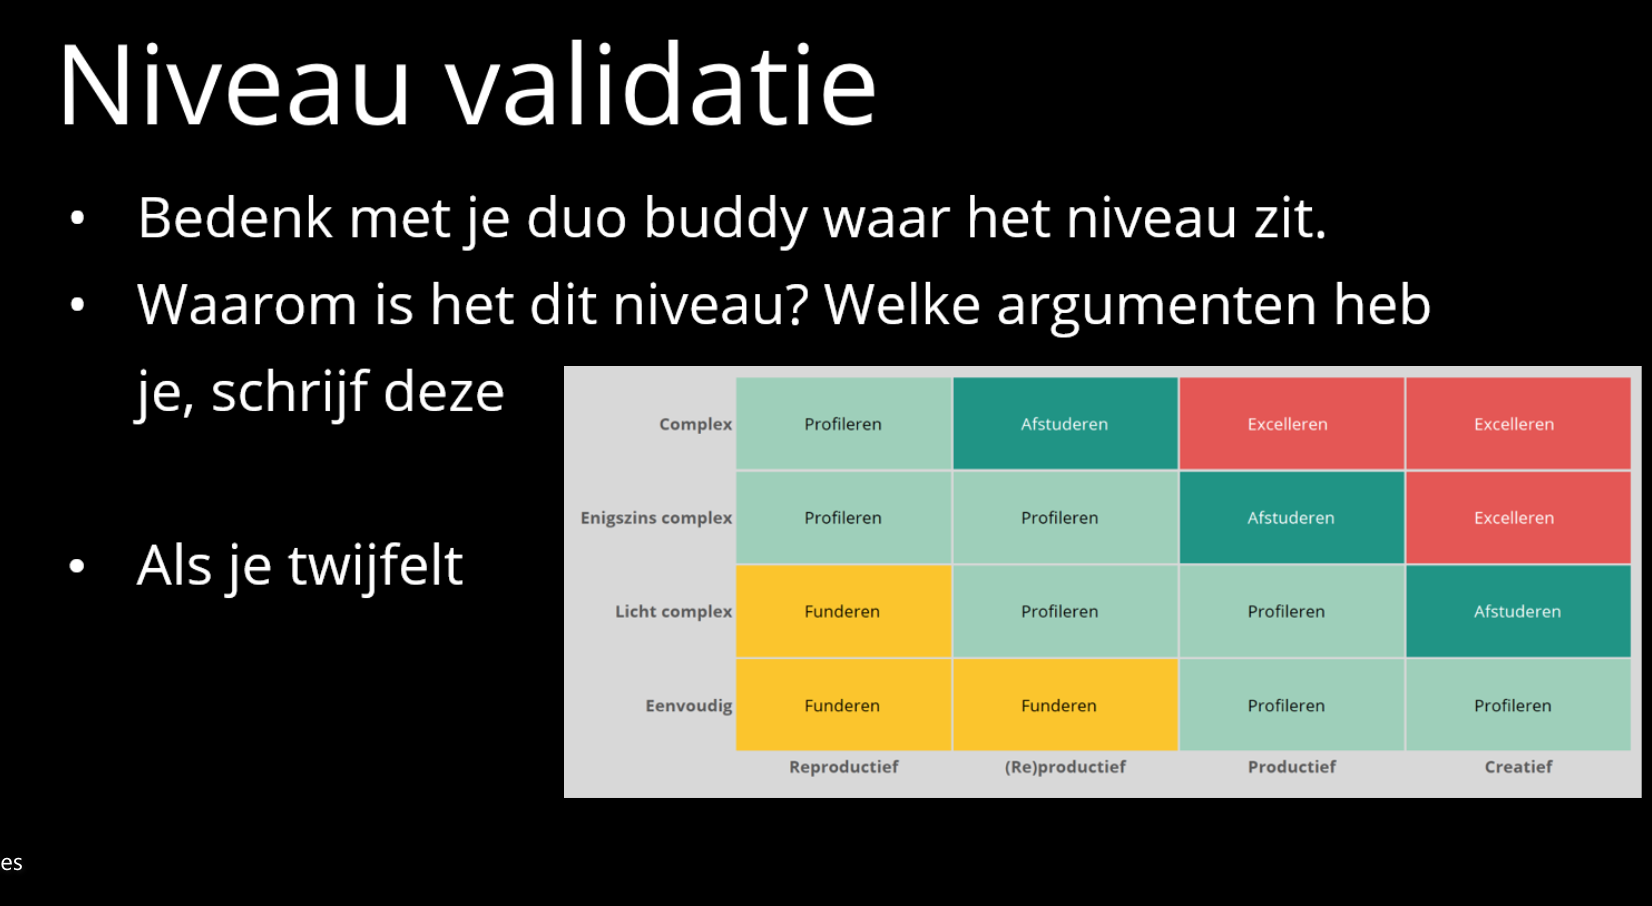 Niveau validatie
• Bedenk met je duo buddy waar het niveau zit.
• Waarom is het dit niveau? Welke argumenten heb
je, schrijf deze
• Als je twijfelt
Complex Profileren Afstuderen Excelleren Excelleren
Enigszins complex Profileren Profileren Afstuderen Excelleren
Licht complex Funderen Profileren Profileren Afstuderen
Eenvoudig Funderen Funderen Profileren Profileren
Reproductief (Re)productief Productief Creatief
es